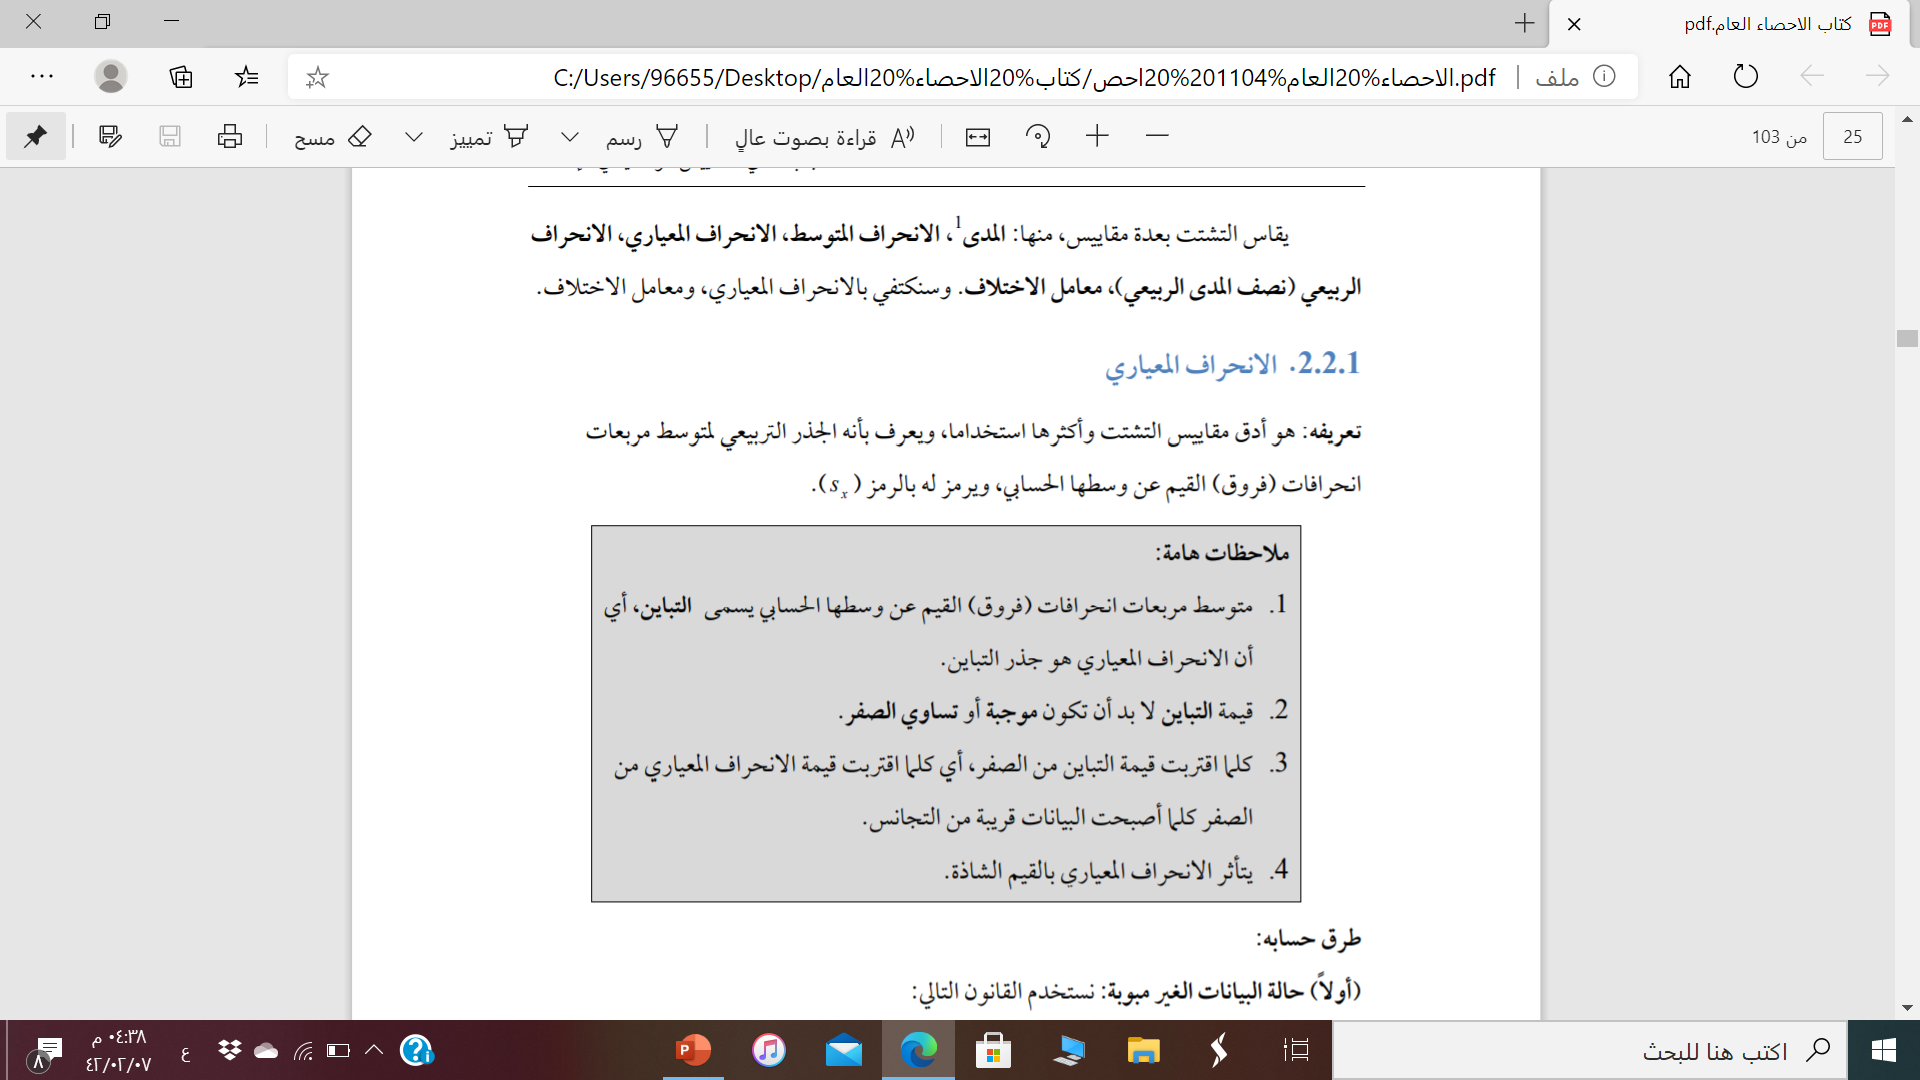 كتاب الاحصاء العام.pdf
ملف
C:/Users/96655/Desktop/الاحصاء%20العام%201104%20احص/كتاب%20الاحصاء%20العام.pdf
25
من 103
قراءة بصوت عالٍ
رسم
تمييز
مسح
يقاس التشتت بعدة مقاييس، منها: المدى1، الانحراف المتوسط، الانحراف المعياري، الانحراف
الربيعي (نصف المدى الربيعي)، معامل الاختلاف. وسنكتفي بالانحراف المعياري، ومعامل الاختلاف.
2.2.1. الانحراف المعياري
تعريفه: هو أدق مقاييس التشتت وأكثرها استخداما، ويعرف بأنه الجذر التربيعي لمتوسط مربعات
انحرافات (فروق) القيم عن وسطها الحسابي، ويرمز له بالرمز (sx).
ملاحظات هامة:
1. متوسط مربعات انحرافات (فروق) القيم عن وسطها الحسابي يسمى التباين، أي
أن الانحراف المعياري هو جذر التباين.
2. قيمة التباين لا بد أن تكون موجبة أو تساوي الصفر.
3. كلما اقتربت قيمة التباين من الصفر، أي كلما اقتربت قيمة الانحراف المعياري من
الصفر كلما أصبحت البيانات قريبة من التجانس.
4. يتأثر الانحراف المعياري بالقيم الشاذة.
طرق حسابه:
(أولاً) حالة البيانات الغير مبوبة: نستخدم القانون التالي:
اكتب هنا للبحث
ع
٠٤:٣٨ م
٤٢/٠٢/٠٧
٨